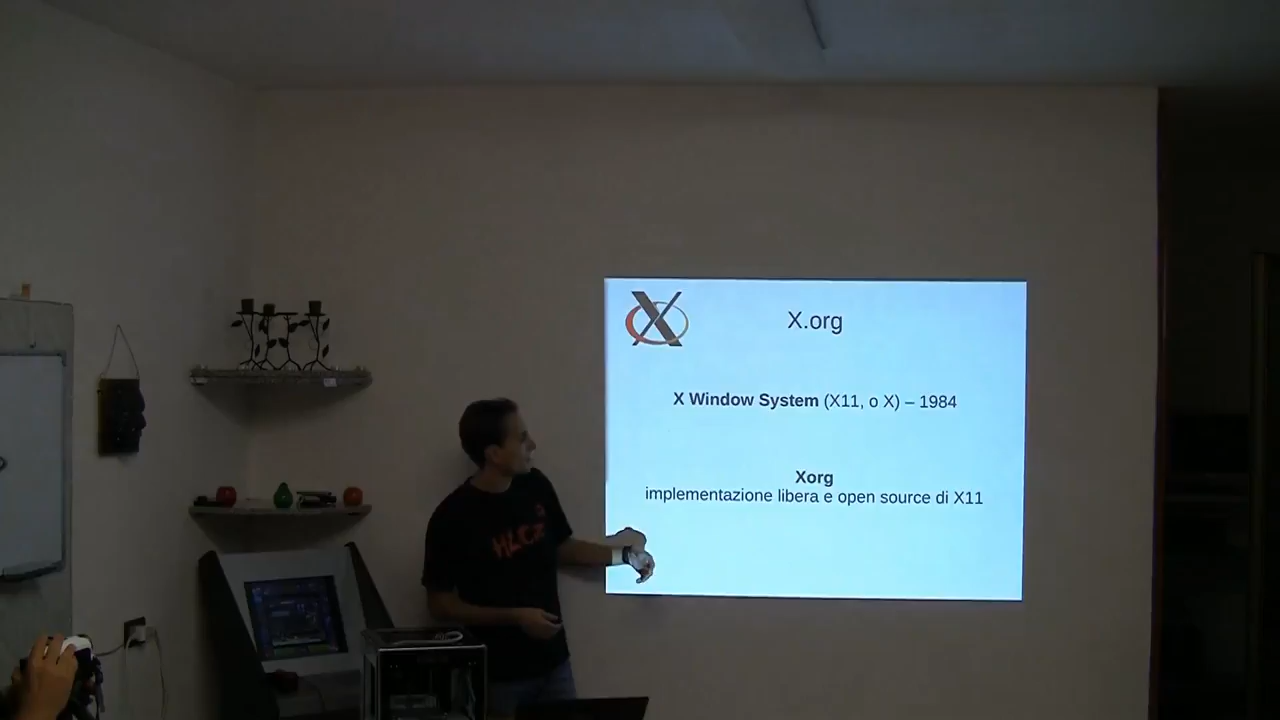 X.org
X Window System (X11, o X) – 1984
Xorg
implementazione libera e open source di X11